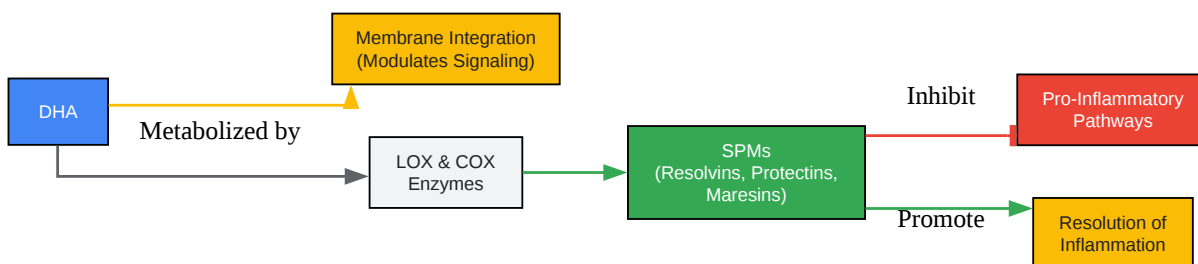 Membrane Integration
(Modulates Signaling)
DHA
Metabolized by
LOX & COX
Enzymes
SPMs
(Resolvins, Protectins,
Maresins)
Inhibit
Pro-Inflammatory
Pathways
Promote
Resolution of
Inflammation